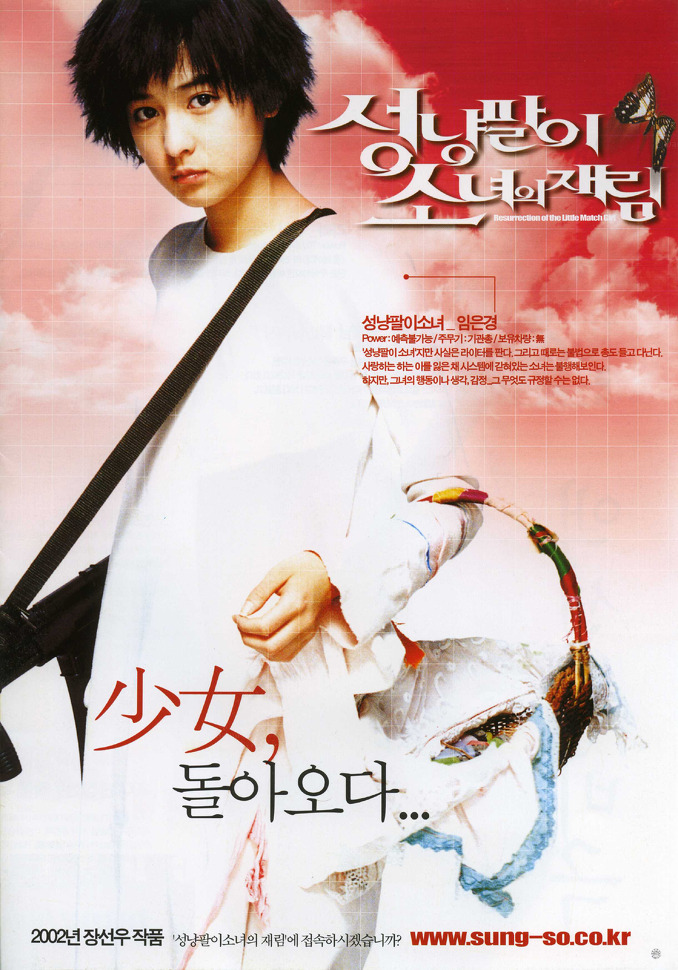 성냥팔이
소녀의 재림
Resurrection of the Little Match Girl
성냥팔이소녀 _ 임은경
Power : 예측불가능 / 주무기 : 기관총 / 보유차량 : 無
'성냥팔이 소녀'지만 사실은 라이터를 판다. 그리고 때로는 불법으로 총도 들고 다닌다.
사랑하는 하는 이를 잃은 채 시스템에 갇혀있는 소녀는 불행해보인다.
하지만, 그녀의 행동이나 생각, 감정_그 무엇도 규정할 수는 없다.
少女,
돌아오다...
2002년 장선우 작품 '성냥팔이소녀의 재림'에 접속하시겠습니까? www.sung-so.co.kr